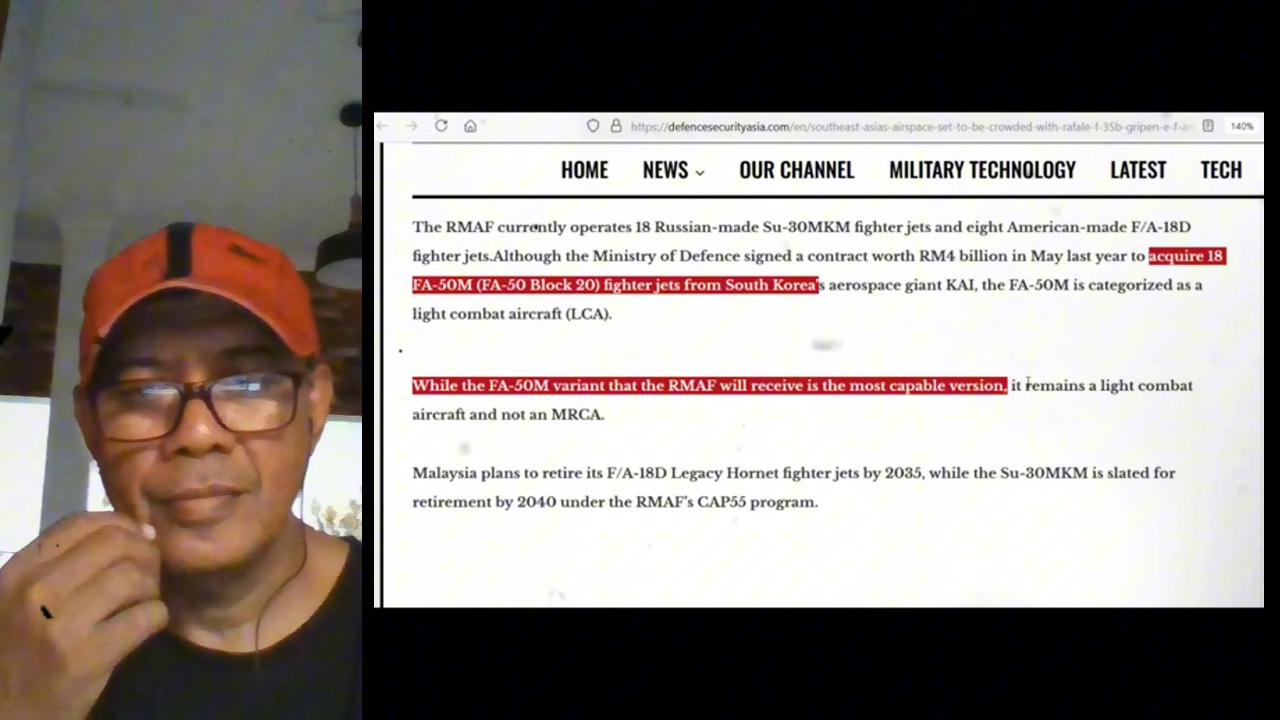 https://defencesecurityasia.com/en/southeast-asias-airspace-set-to-be-crowded-with-rafale-f-35b-gripen-e-f-a
140%
HOME NEWS OUR CHANNEL MILITARY TECHNOLOGY LATEST TECH
The RMAF currently operates 18 Russian-made Su-30MKM fighter jets and eight American-made F/A-18D
fighter jets.Although the Ministry of Defence signed a contract worth RM4 billion in May last year to acquire 18
FA-50M (FA-50 Block 20) fighter jets from South Korea's aerospace giant KAI, the FA-50M is categorized as a
light combat aircraft (LCA).
While the FA-50M variant that the RMAF will receive is the most capable version, it remains a light combat
aircraft and not an MRCA.
Malaysia plans to retire its F/A-18D Legacy Hornet fighter jets by 2035, while the Su-30MKM is slated for
retirement by 2040 under the RMAF's CAP55 program.